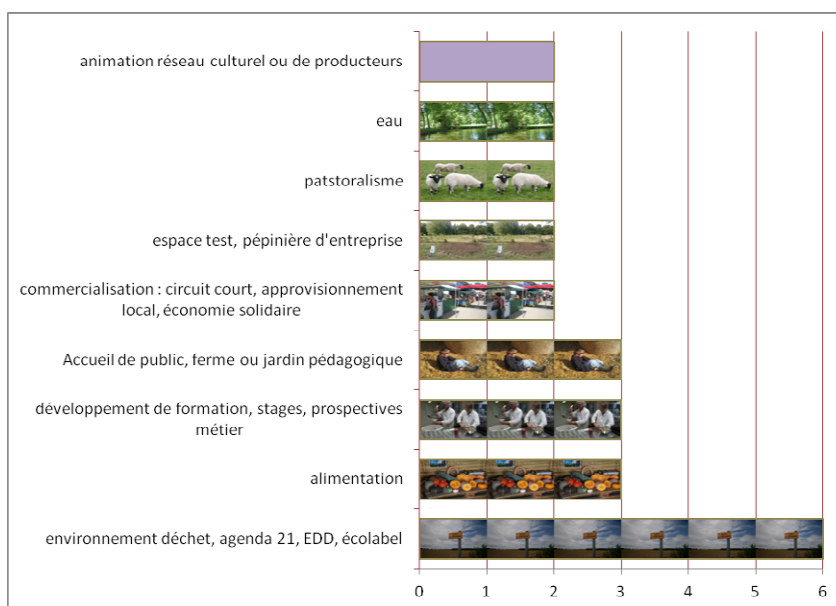 animation réseau culturel ou de producteurs
eau
patstoralisme
espace test, pépinière d'entreprise
commercialisation : circuit court, approvisionnement
local, économie solidaire
Accueil de public, ferme ou jardin pédagogique
développement de formation, stages, prospectives
métier
alimentation
environnement déchet, agenda 21, EDD, écolabel
0 1 2 3 4 5 6